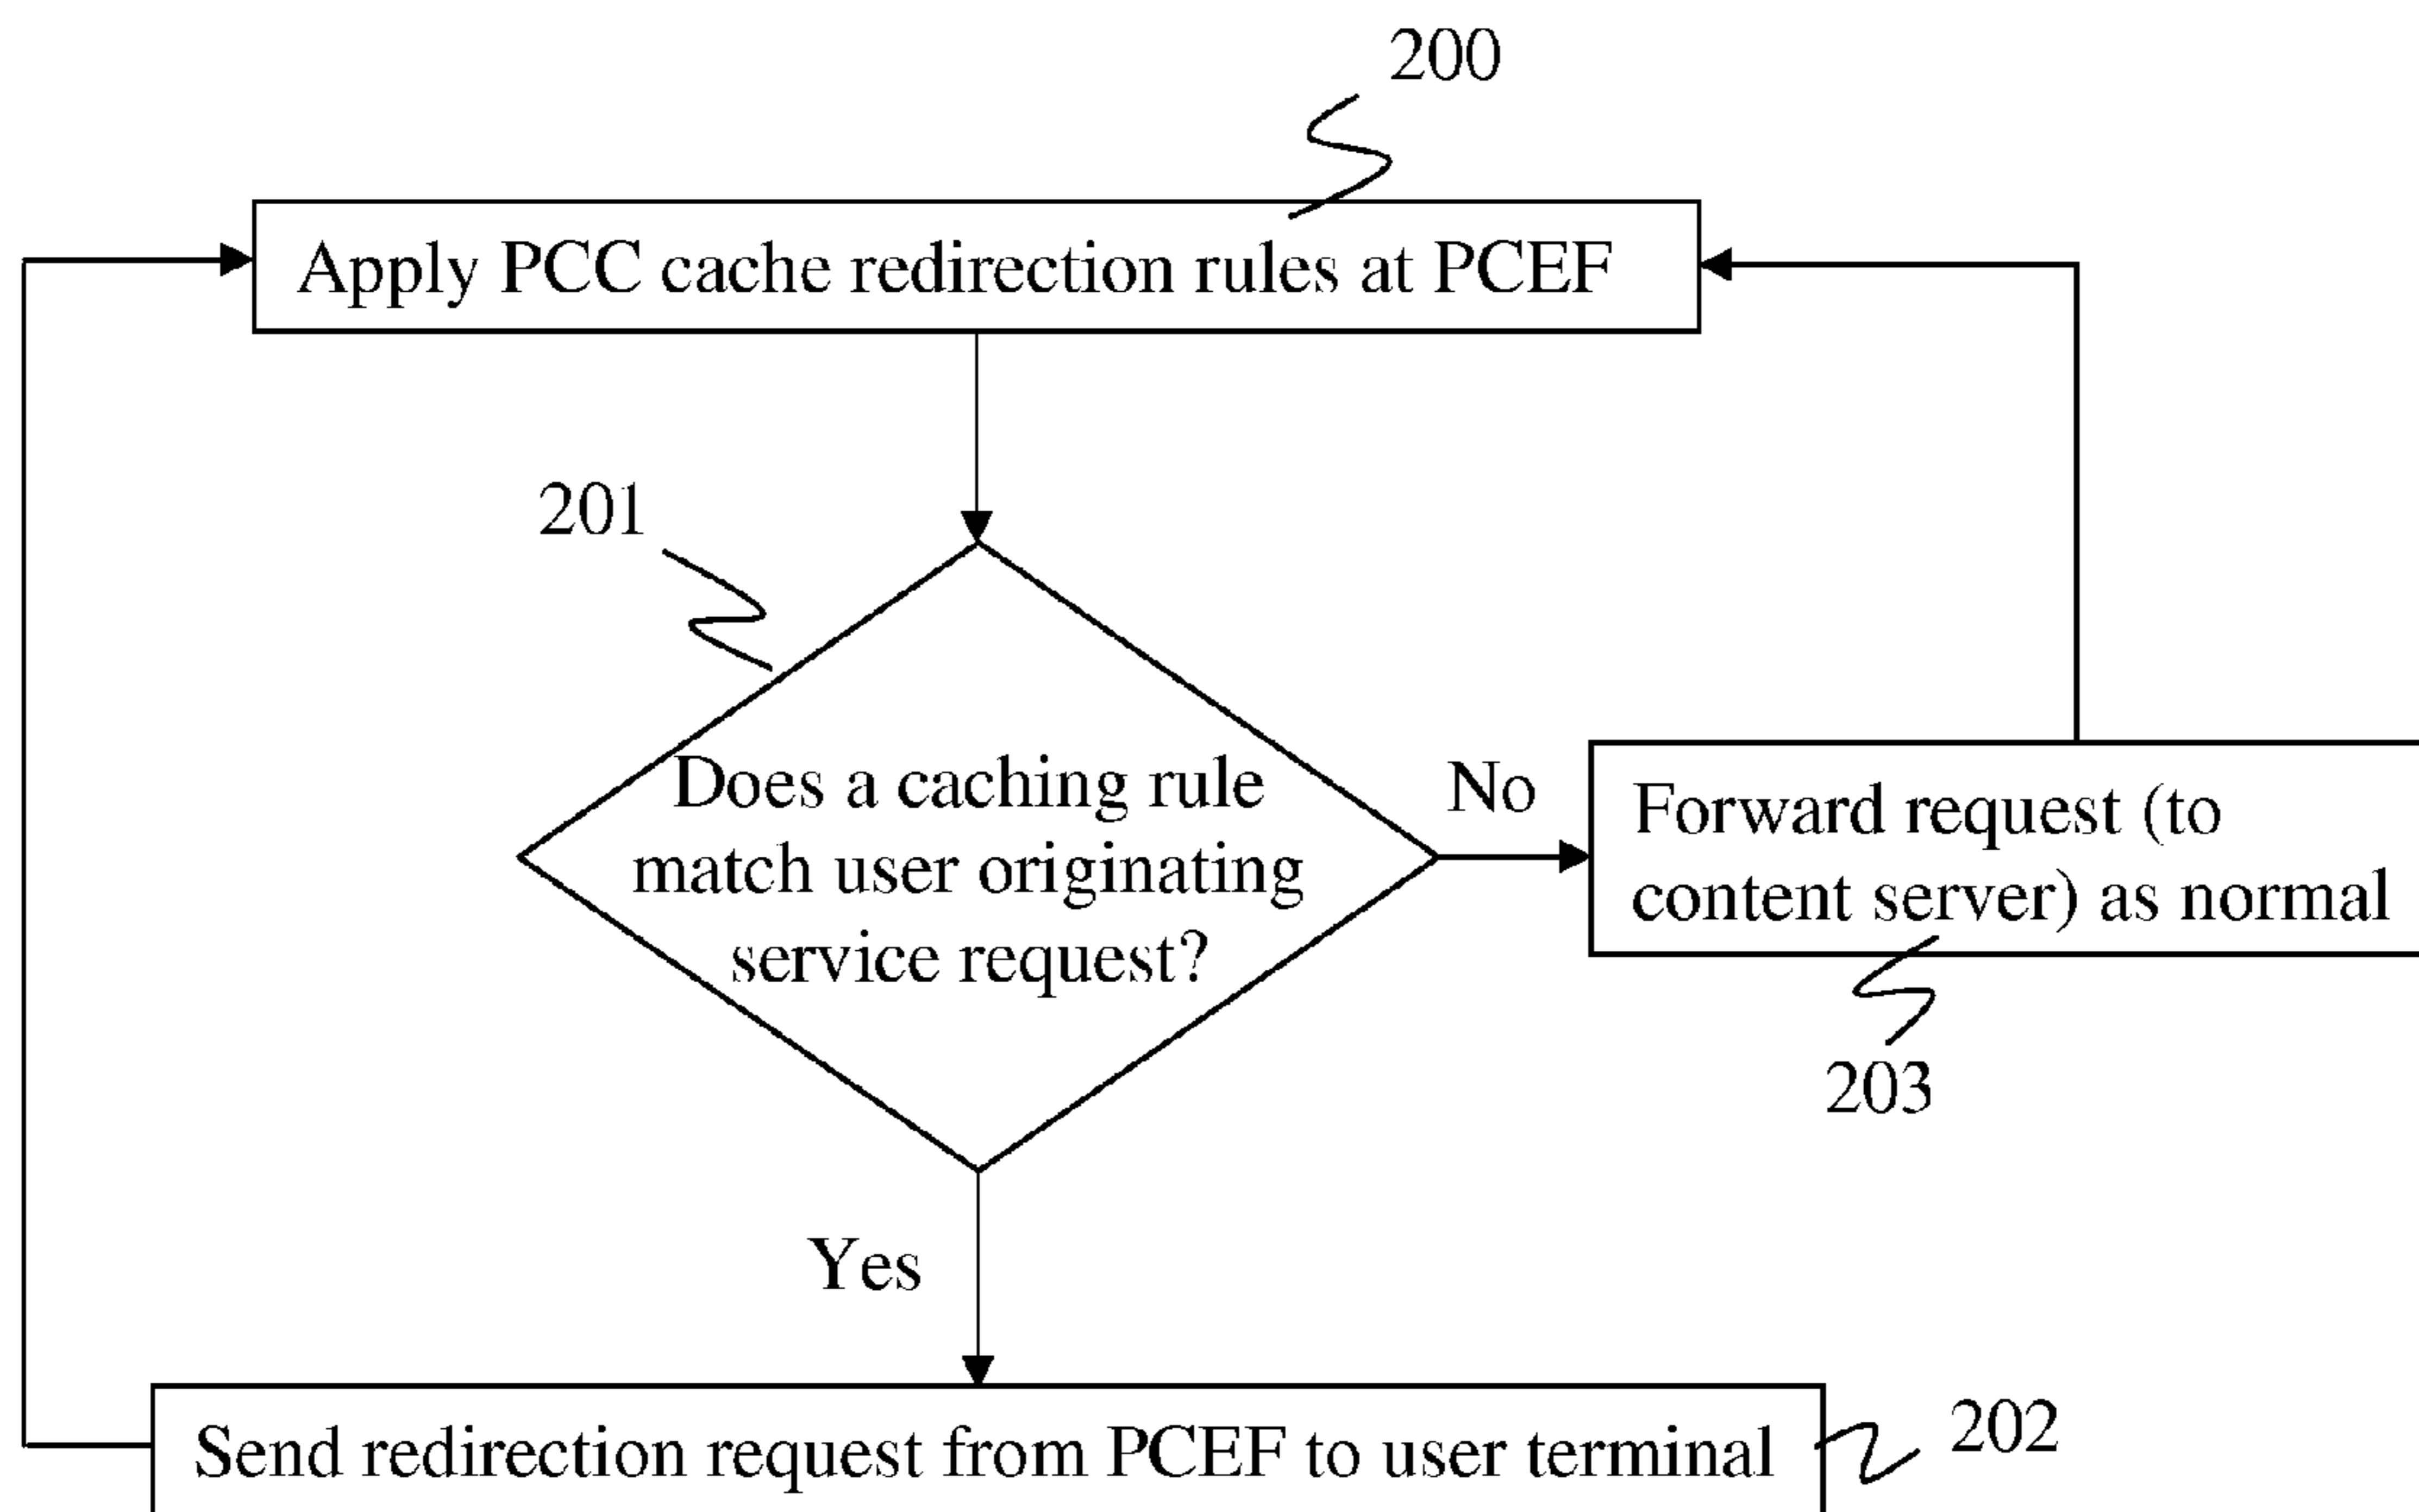 200
Apply PCC cache redirection rules at PCEF
201
Does a caching rule
match user originating
service request?
No
Forward request (to
content server) as normal
203
Yes
Send redirection request from PCEF to user terminal
202